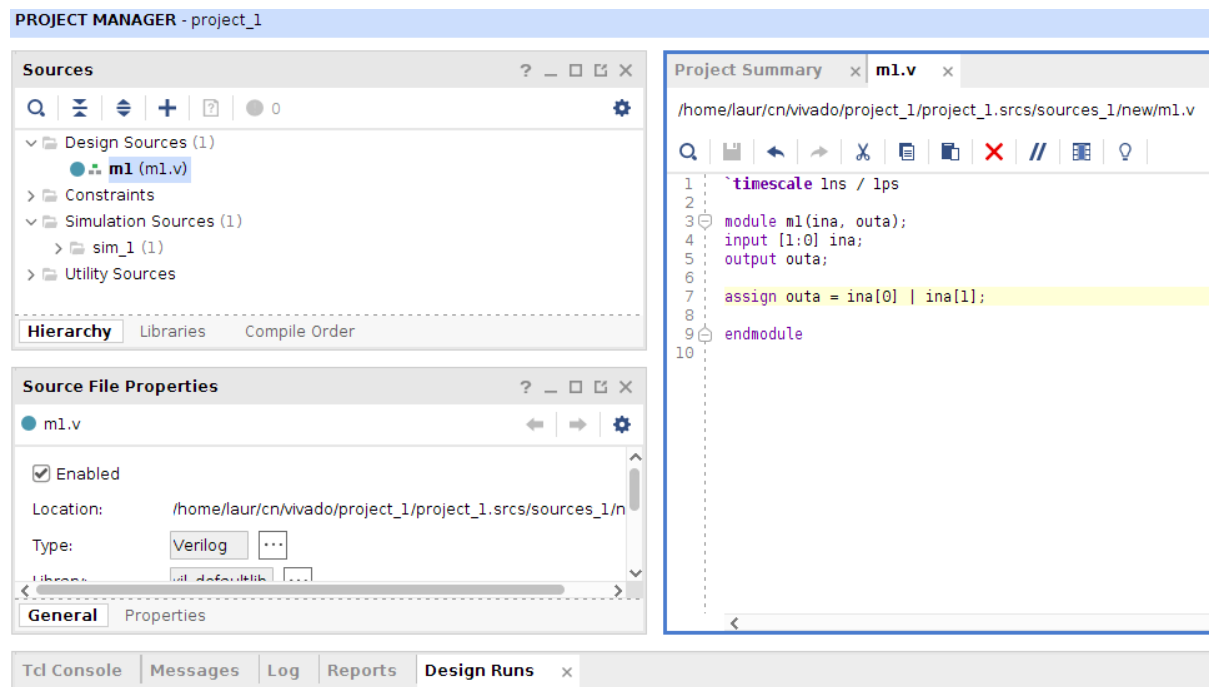 PROJECT MANAGER - project_1
Sources
? _ X
? 0
Design Sources (1)
m1 (m1.v)
Constraints
Simulation Sources (1)
sim_1 (1)
Utility Sources
Hierarchy Libraries Compile Order
Source File Properties
? _ X
m1.v
Enabled
Location: /home/laur/cn/vivado/project_1/project_1.srcs/sources_1/n
Type: Verilog ...
Library: xil_defaultlib ...
General Properties
Project Summary x m1.v x
/home/laur/cn/vivado/project_1/project_1.srcs/sources_1/new/m1.v
//
1 `timescale 1ns / 1ps
2
3 module m1(ina, outa);
4 input [1:0] ina;
5 output outa;
6
7 assign outa = ina[0] | ina[1];
8
9 endmodule
10
Tcl Console Messages Log Reports Design Runs x